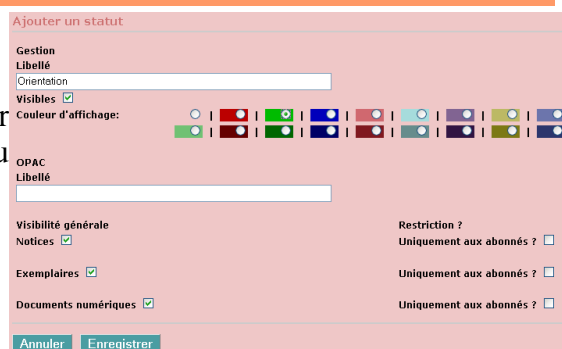 Ajouter un statut
Gestion
Libellé
Orientation
Visibles
Couleur d'affichage: | | | | | | | |
| | | | | | | |
OPAC
Libellé
Visibilité générale Restriction ?
Notices Uniquement aux abonnés ?
Exemplaires Uniquement aux abonnés ?
Documents numériques Uniquement aux abonnés ?
Annuler Enregistrer